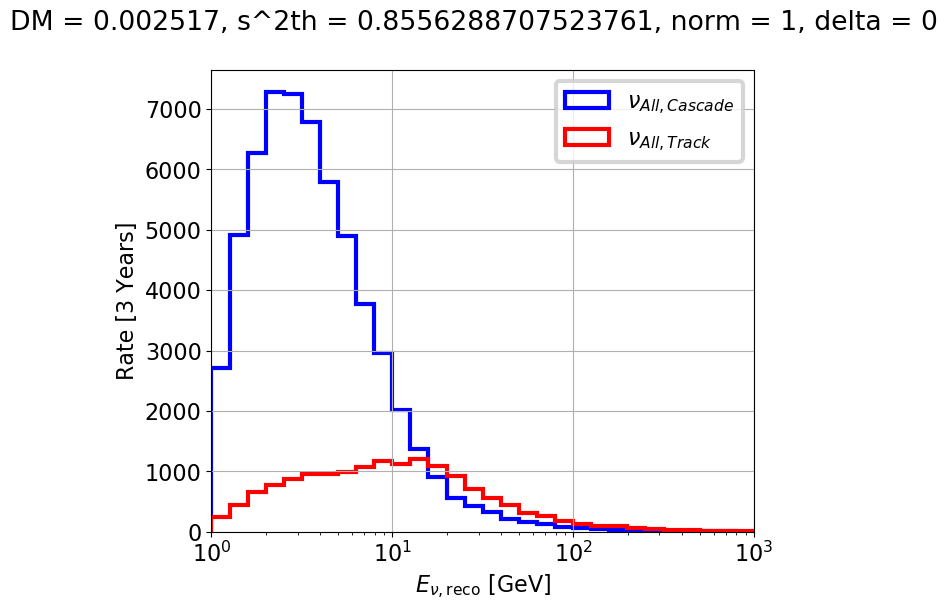 DM = 0.002517, s^2th = 0.8556288707523761, norm = 1, delta = 0
ν_{All, Cascade}
ν_{All, Track}
7000
6000
5000
4000
3000
2000
1000
0
Rate [3 Years]
10^0
10^1
10^2
10^3
E_{ν, reco} [GeV]